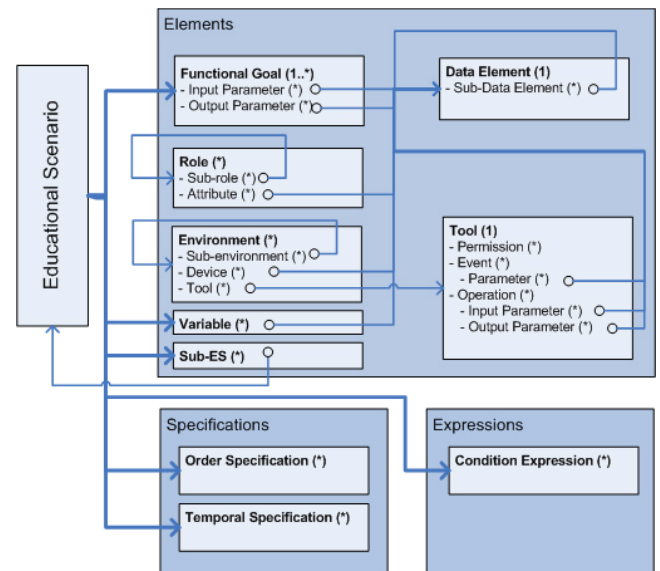 Educational Scenario
Elements
Functional Goal (1..*)
- Input Parameter (*)
- Output Parameter (*)
Role (*)
- Sub-role (*)
- Attribute (*)
Environment (*)
- Sub-environment (*)
- Device (*)
- Tool (*)
Variable (*)
Sub-ES (*)
Data Element (1)
- Sub-Data Element (*)
Tool (1)
- Permission (*)
- Event (*)
- Parameter (*)
- Operation (*)
- Input Parameter (*)
- Output Parameter (*)
Specifications
Order Specification (*)
Temporal Specification (*)
Expressions
Condition Expression (*)